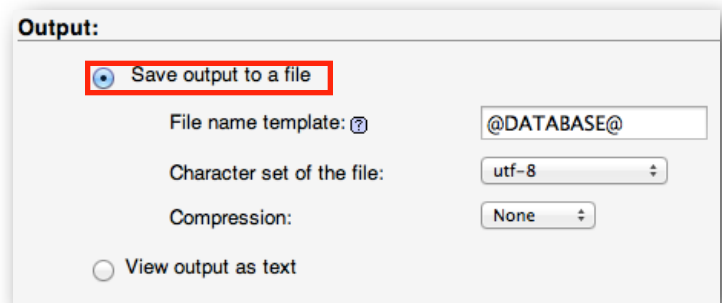 Output:
Save output to a file
File name template: ?
@DATABASE@
Character set of the file:
utf-8
Compression:
None
View output as text